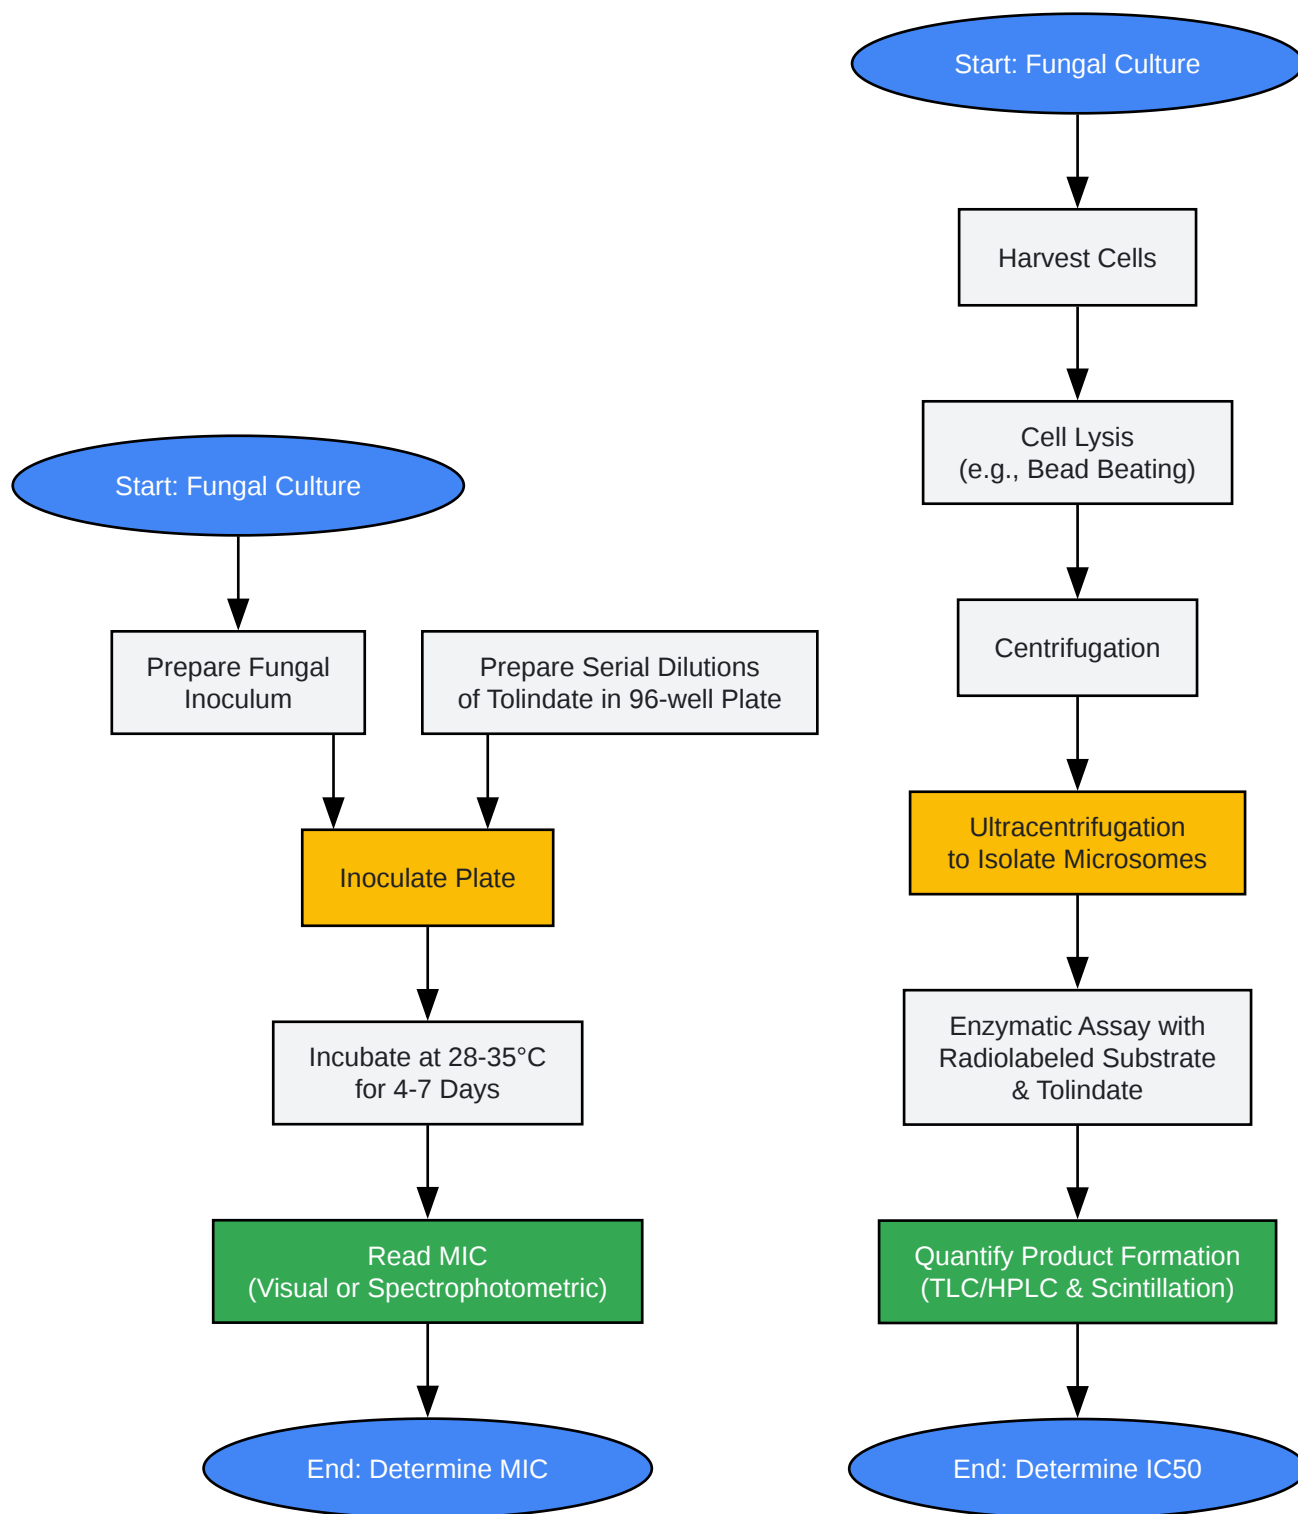 Start: Fungal Culture
Prepare Fungal
Inoculum
Prepare Serial Dilutions
of Tolindate in 96-well Plate
Inoculate Plate
Incubate at 28-35°C
for 4-7 Days
Read MIC
(Visual or Spectrophotometric)
End: Determine MIC
Start: Fungal Culture
Harvest Cells
Cell Lysis
(e.g., Bead Beating)
Centrifugation
Ultracentrifugation
to Isolate Microsomes
Enzymatic Assay with
Radiolabeled Substrate
& Tolindate
Quantify Product Formation
(TLC/HPLC & Scintillation)
End: Determine IC50